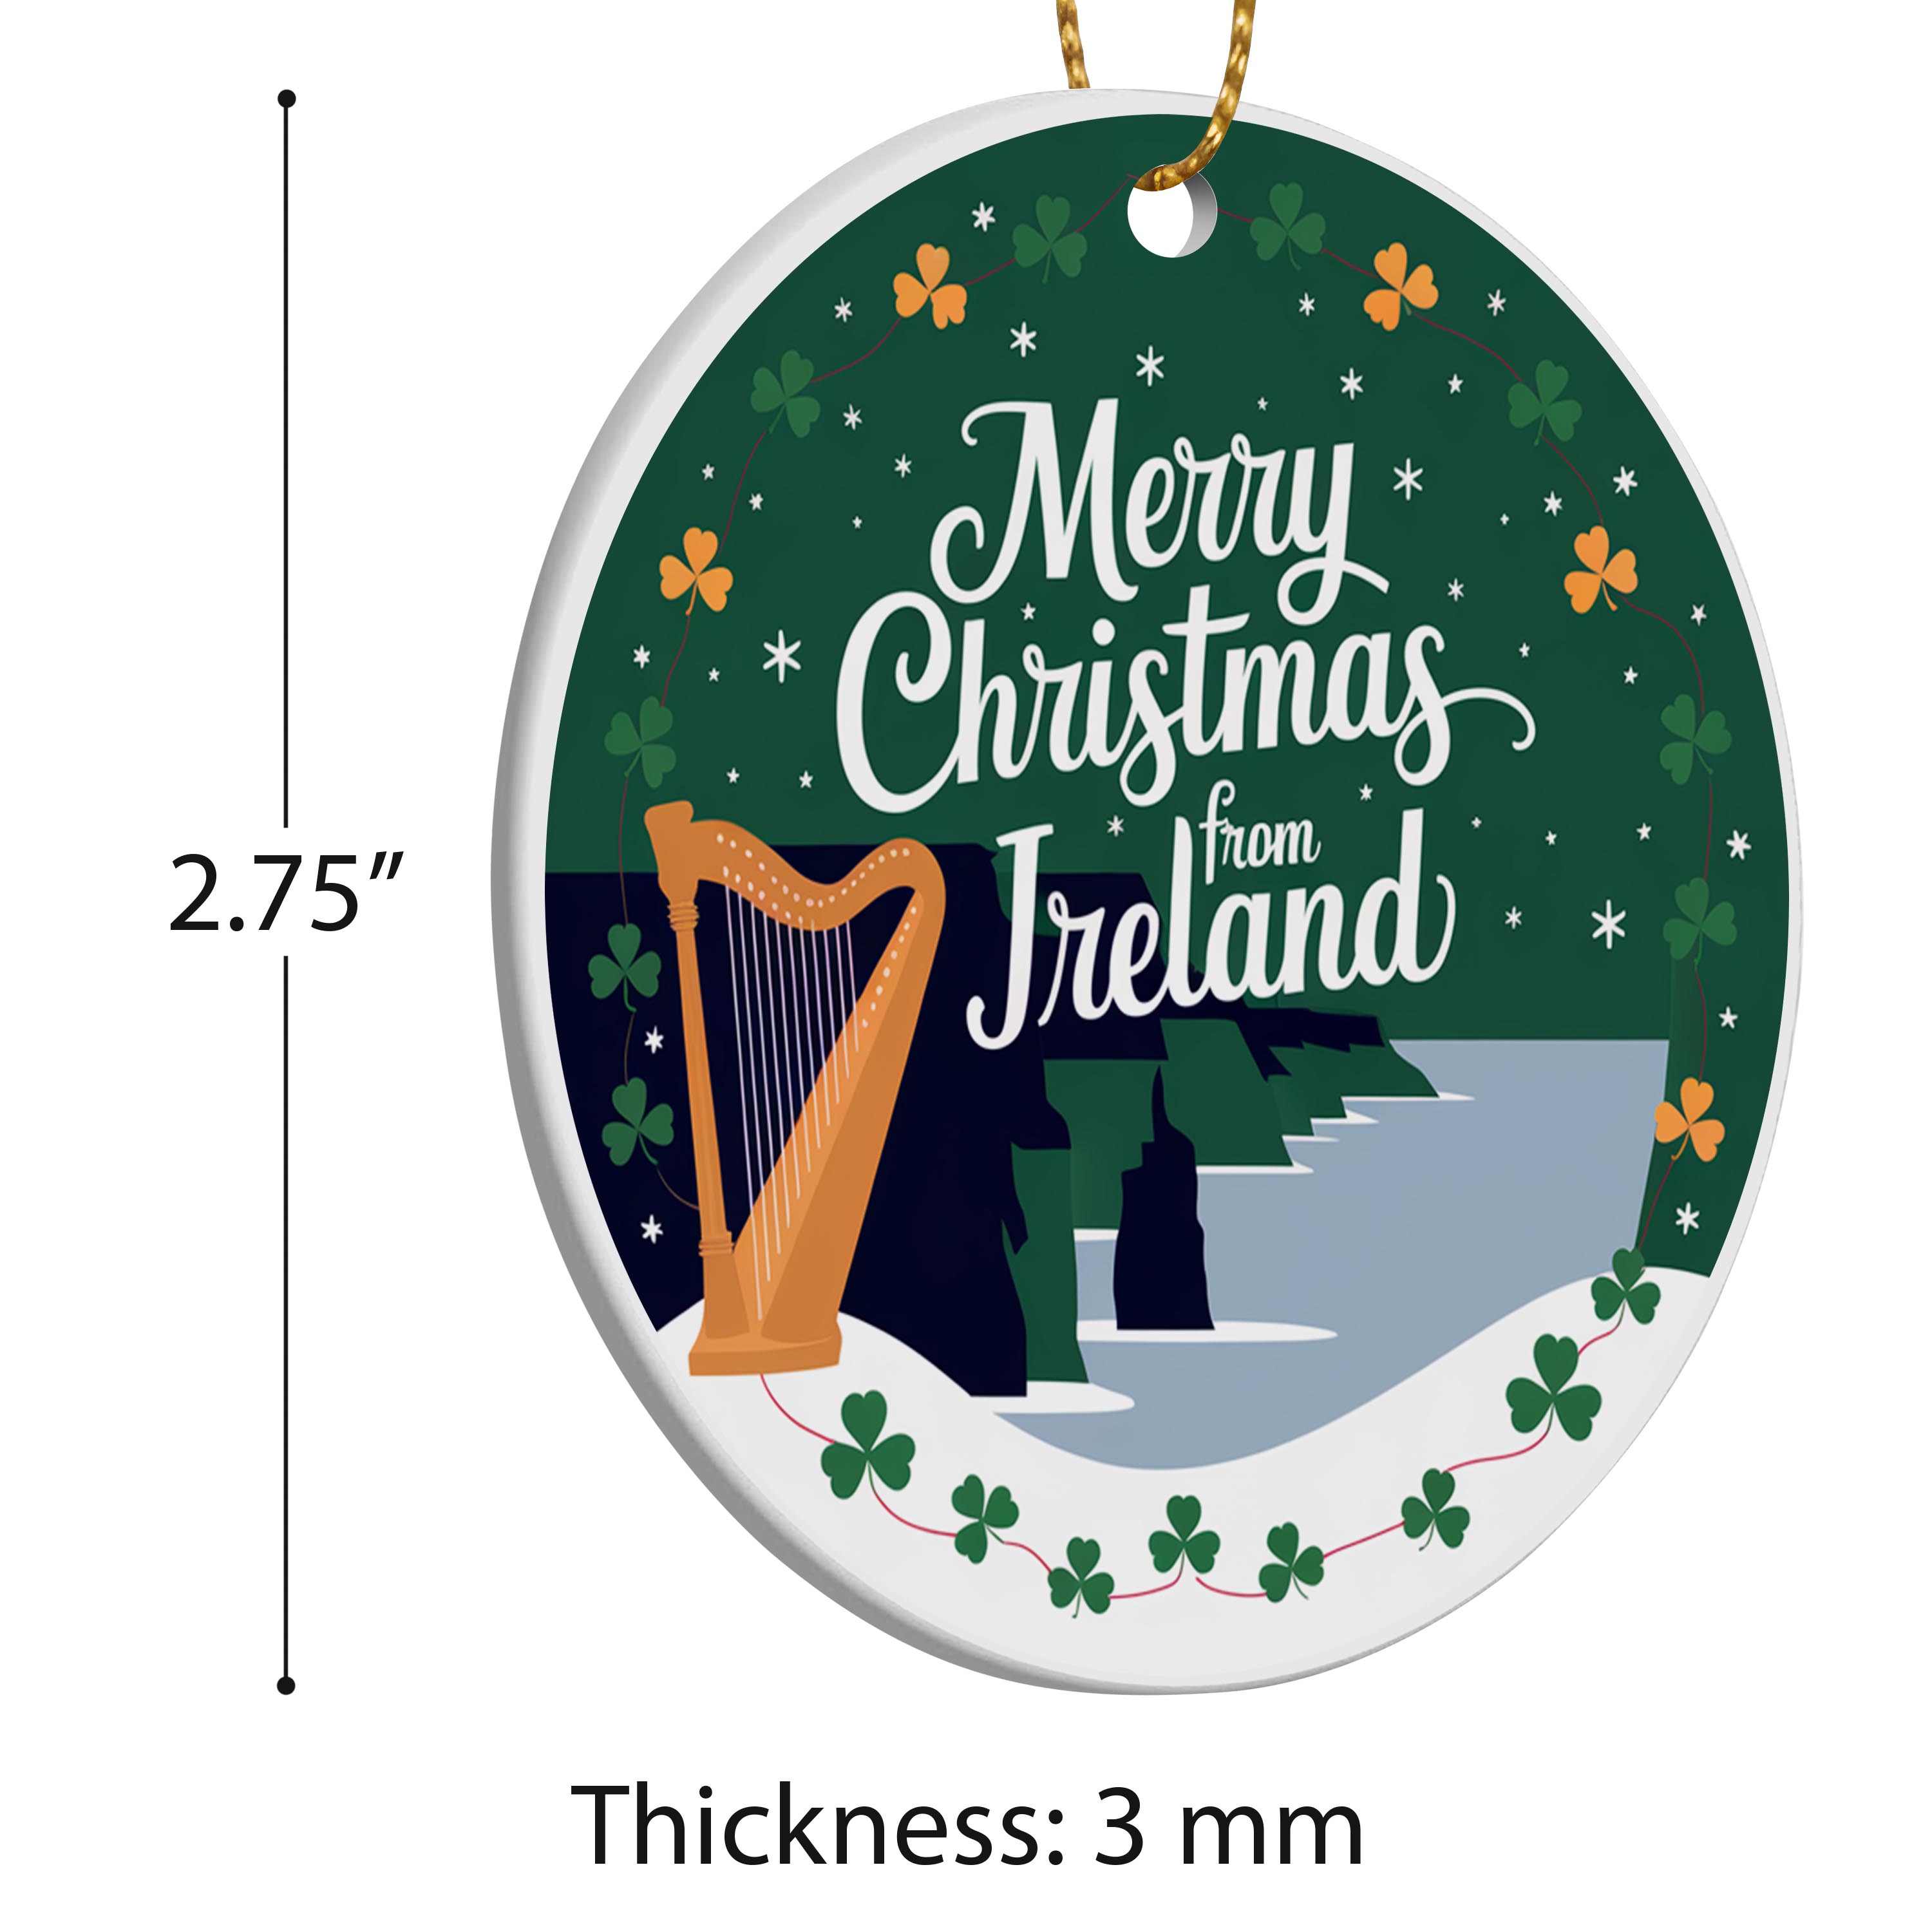 Merry
Christmas
from
Ireland
2.75"
Thickness: 3 mm